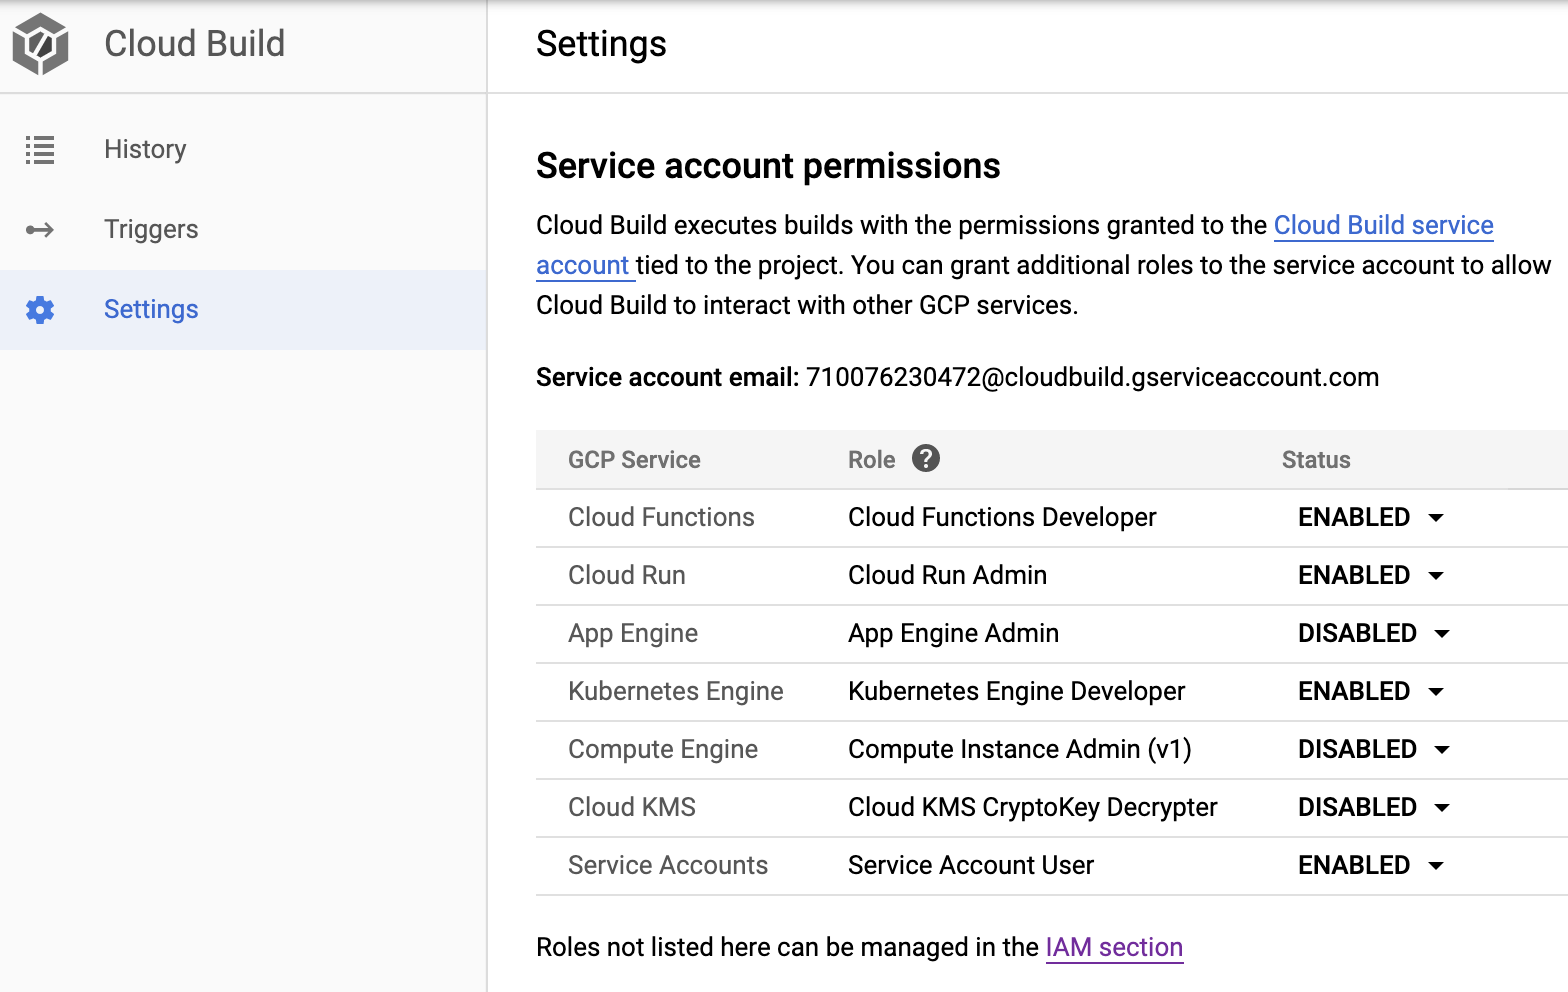 Cloud Build
Settings
History
Triggers
Settings
Service account permissions
Cloud Build executes builds with the permissions granted to the Cloud Build service
account tied to the project. You can grant additional roles to the service account to allow
Cloud Build to interact with other GCP services.
Service account email: 710076230472@cloudbuild.gserviceaccount.com
GCP Service Role ? Status
Cloud Functions Cloud Functions Developer ENABLED
Cloud Run Cloud Run Admin ENABLED
App Engine App Engine Admin DISABLED
Kubernetes Engine Kubernetes Engine Developer ENABLED
Compute Engine Compute Instance Admin (v1) DISABLED
Cloud KMS Cloud KMS CryptoKey Decrypter DISABLED
Service Accounts Service Account User ENABLED
Roles not listed here can be managed in the IAM section